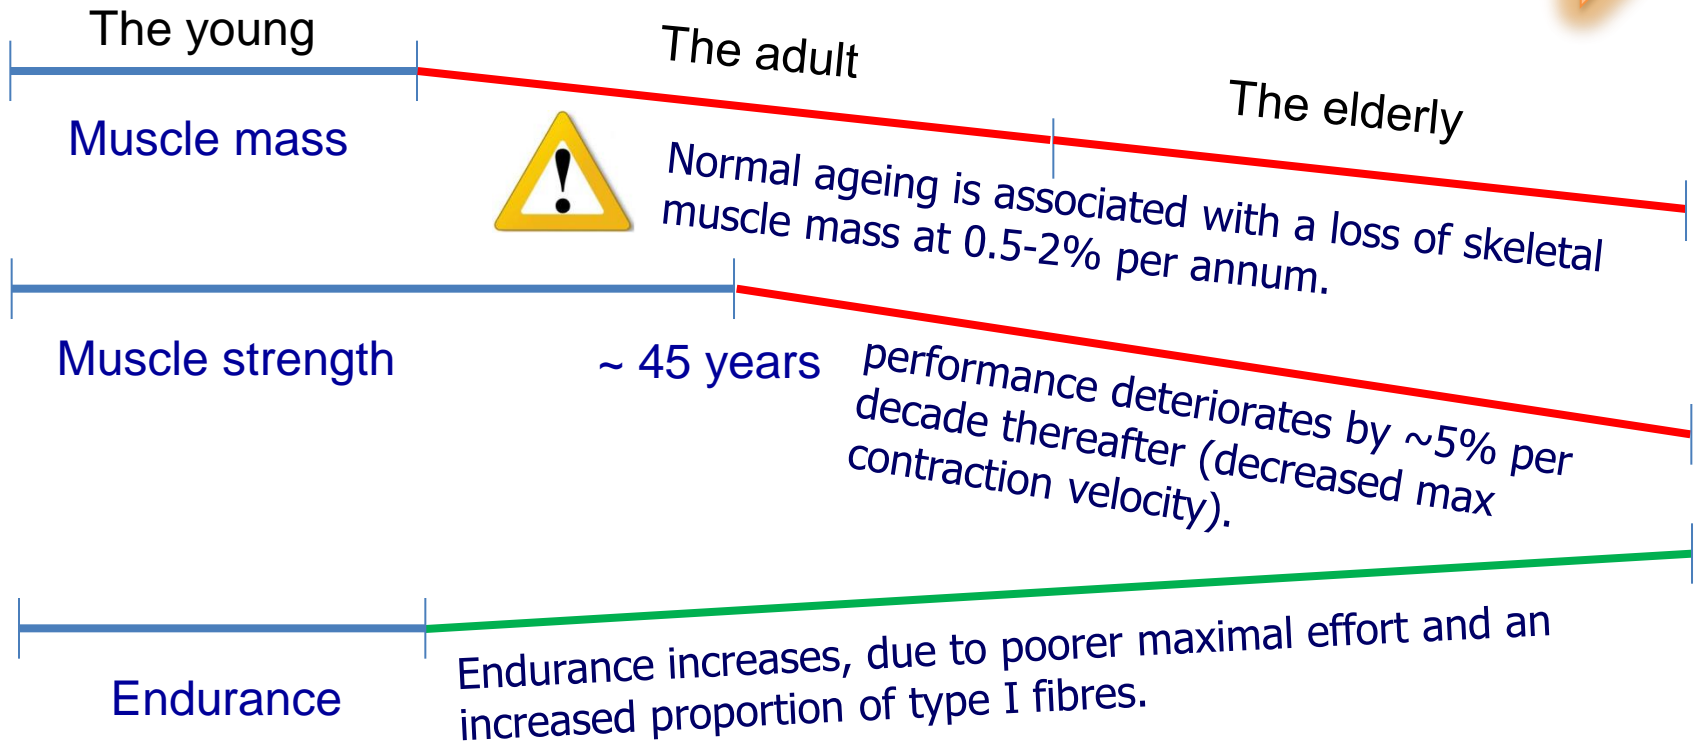 The young
The adult
The elderly
Muscle mass
Normal ageing is associated with a loss of skeletal
muscle mass at 0.5-2% per annum.
Muscle strength
~ 45 years
performance deteriorates by ~5% per
decade thereafter (decreased max
contraction velocity).
Endurance
Endurance increases, due to poorer maximal effort and an
increased proportion of type I fibres.